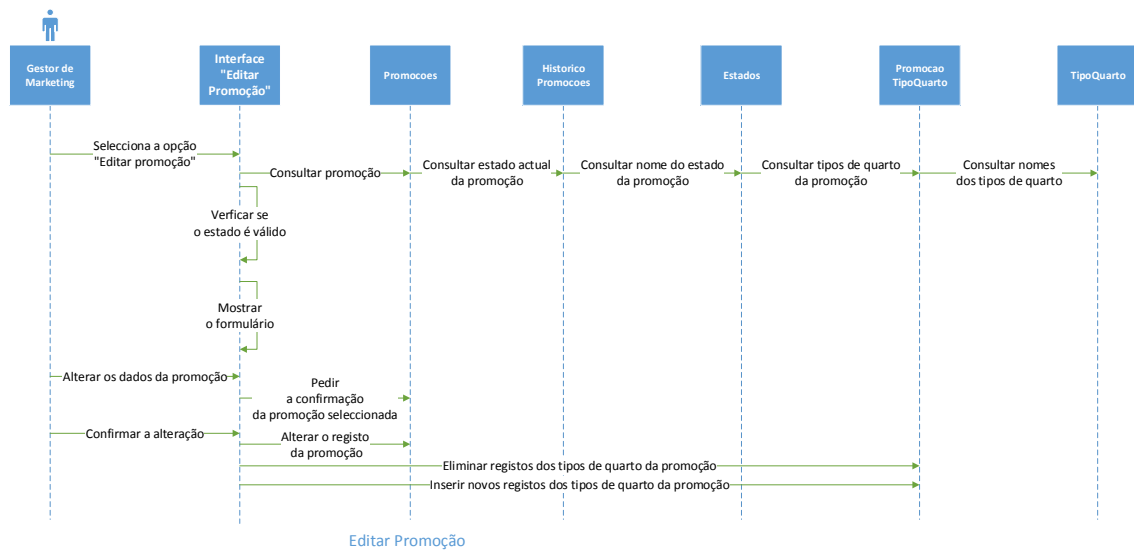 Gestor de
Marketing
Interface
"Editar
Promoção"
Promocoes
Historico
Promocoes
Estados
Promocao
TipoQuarto
TipoQuarto
Selecciona a opção
"Editar promoção"
Consultar promoção
Consultar estado actual
da promoção
Consultar nome do estado
da promoção
Consultar tipos de quarto
da promoção
Consultar nomes
dos tipos de quarto
Verficar se
o estado é válido
Mostrar
o formulário
Alterar os dados da promoção
Pedir
a confirmação
da promoção seleccionada
Confirmar a alteração
Alterar o registo
da promoção
Eliminar registos dos tipos de quarto da promoção
Inserir novos registos dos tipos de quarto da promoção
Editar Promoção